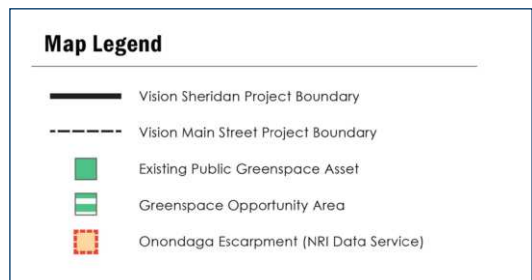 Map Legend
Vision Sheridan Project Boundary
Vision Main Street Project Boundary
Existing Public Greenspace Asset
Greenspace Opportunity Area
Onondaga Escarpment (NRI Data Service)